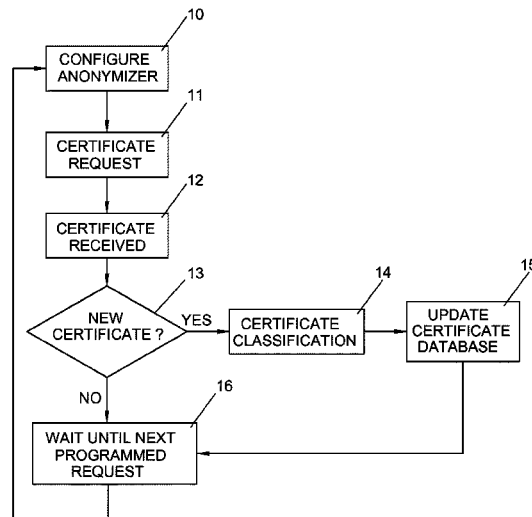 10
CONFIGURE
ANONYMIZER
11
CERTIFICATE
REQUEST
12
CERTIFICATE
RECEIVED
13
NEW
CERTIFICATE ?
YES
14
CERTIFICATE
CLASSIFICATION
15
UPDATE
CERTIFICATE
DATABASE
NO
16
WAIT UNTIL NEXT
PROGRAMMED
REQUEST